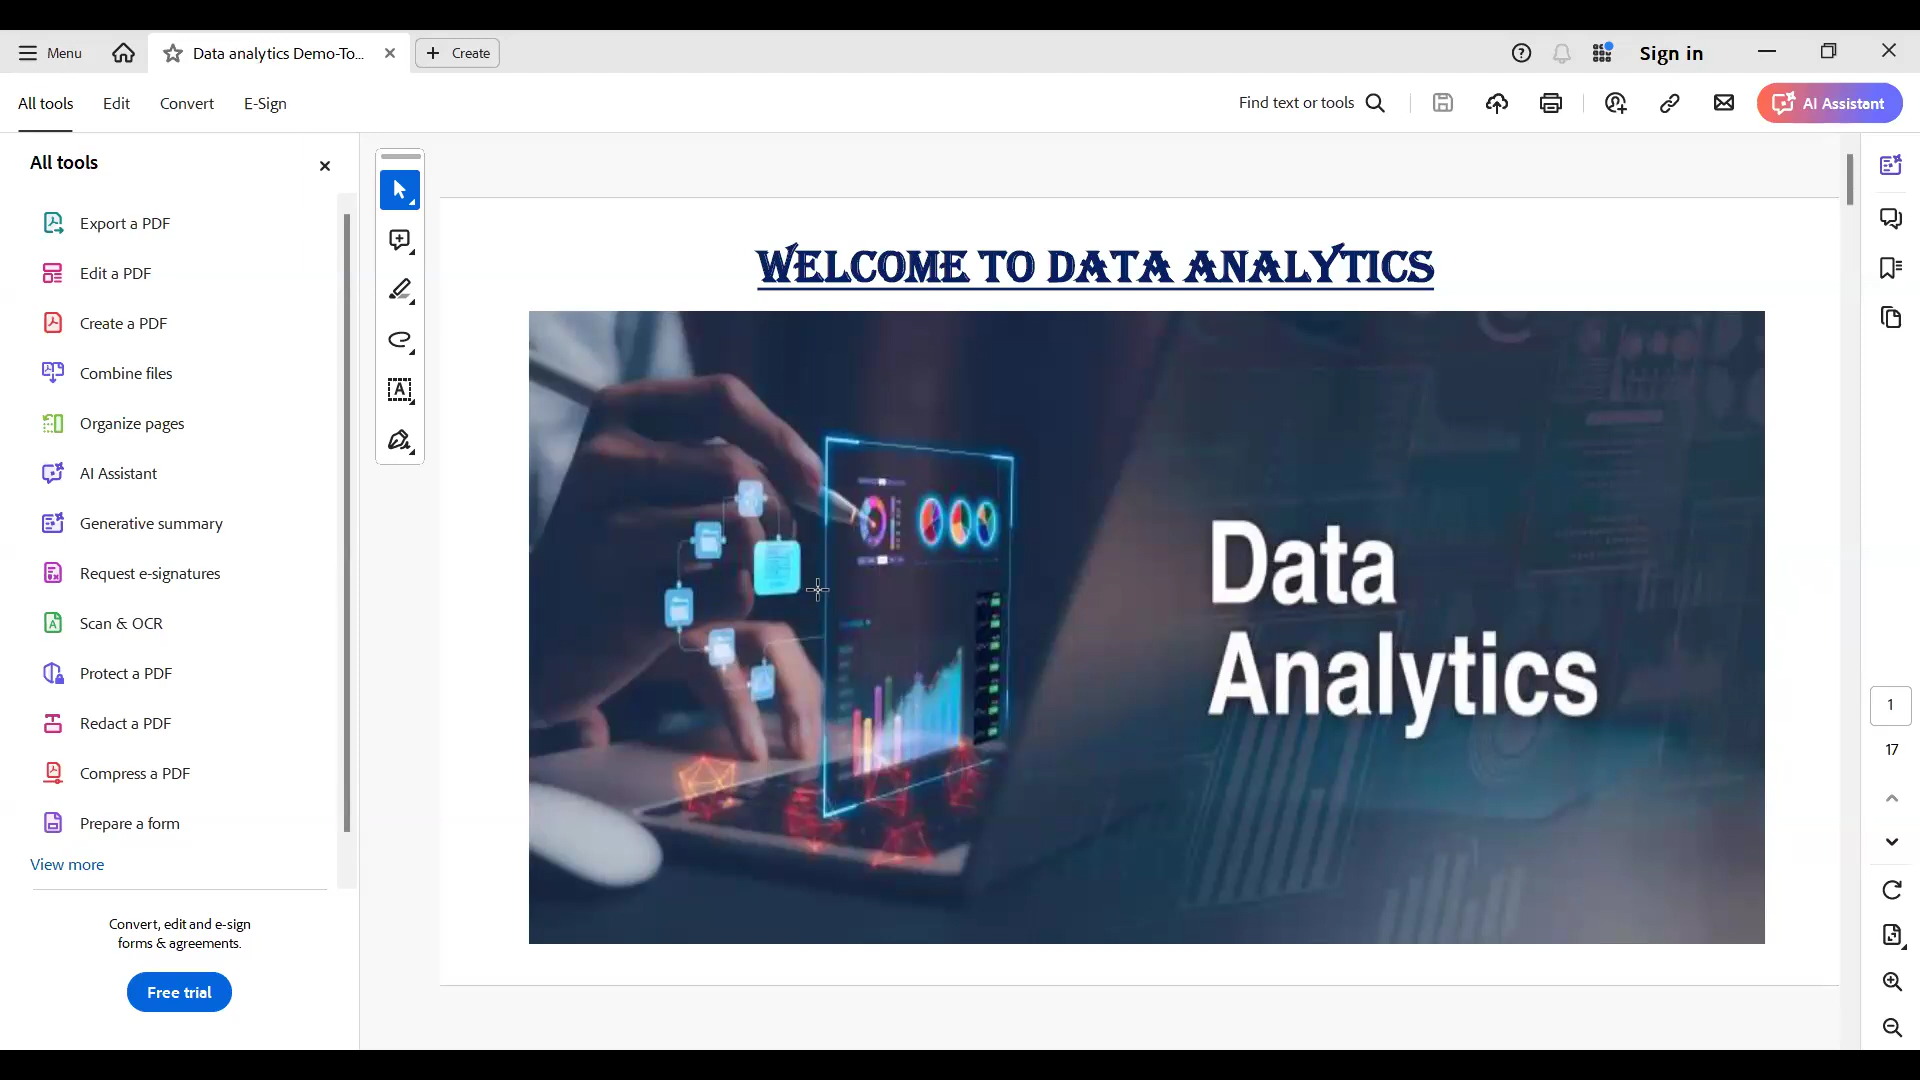 Menu
Data analytics Demo-To...
Create
Sign in
All tools
Edit
Convert
E-Sign
Find text or tools
AI Assistant
All tools
Export a PDF
Edit a PDF
Create a PDF
Combine files
Organize pages
AI Assistant
Generative summary
Request e-signatures
Scan & OCR
Protect a PDF
Redact a PDF
Compress a PDF
Prepare a form
View more
Convert, edit and e-sign
forms & agreements.
Free trial
WELCOME TO DATA ANALYTICS
Data
Analytics
1
17